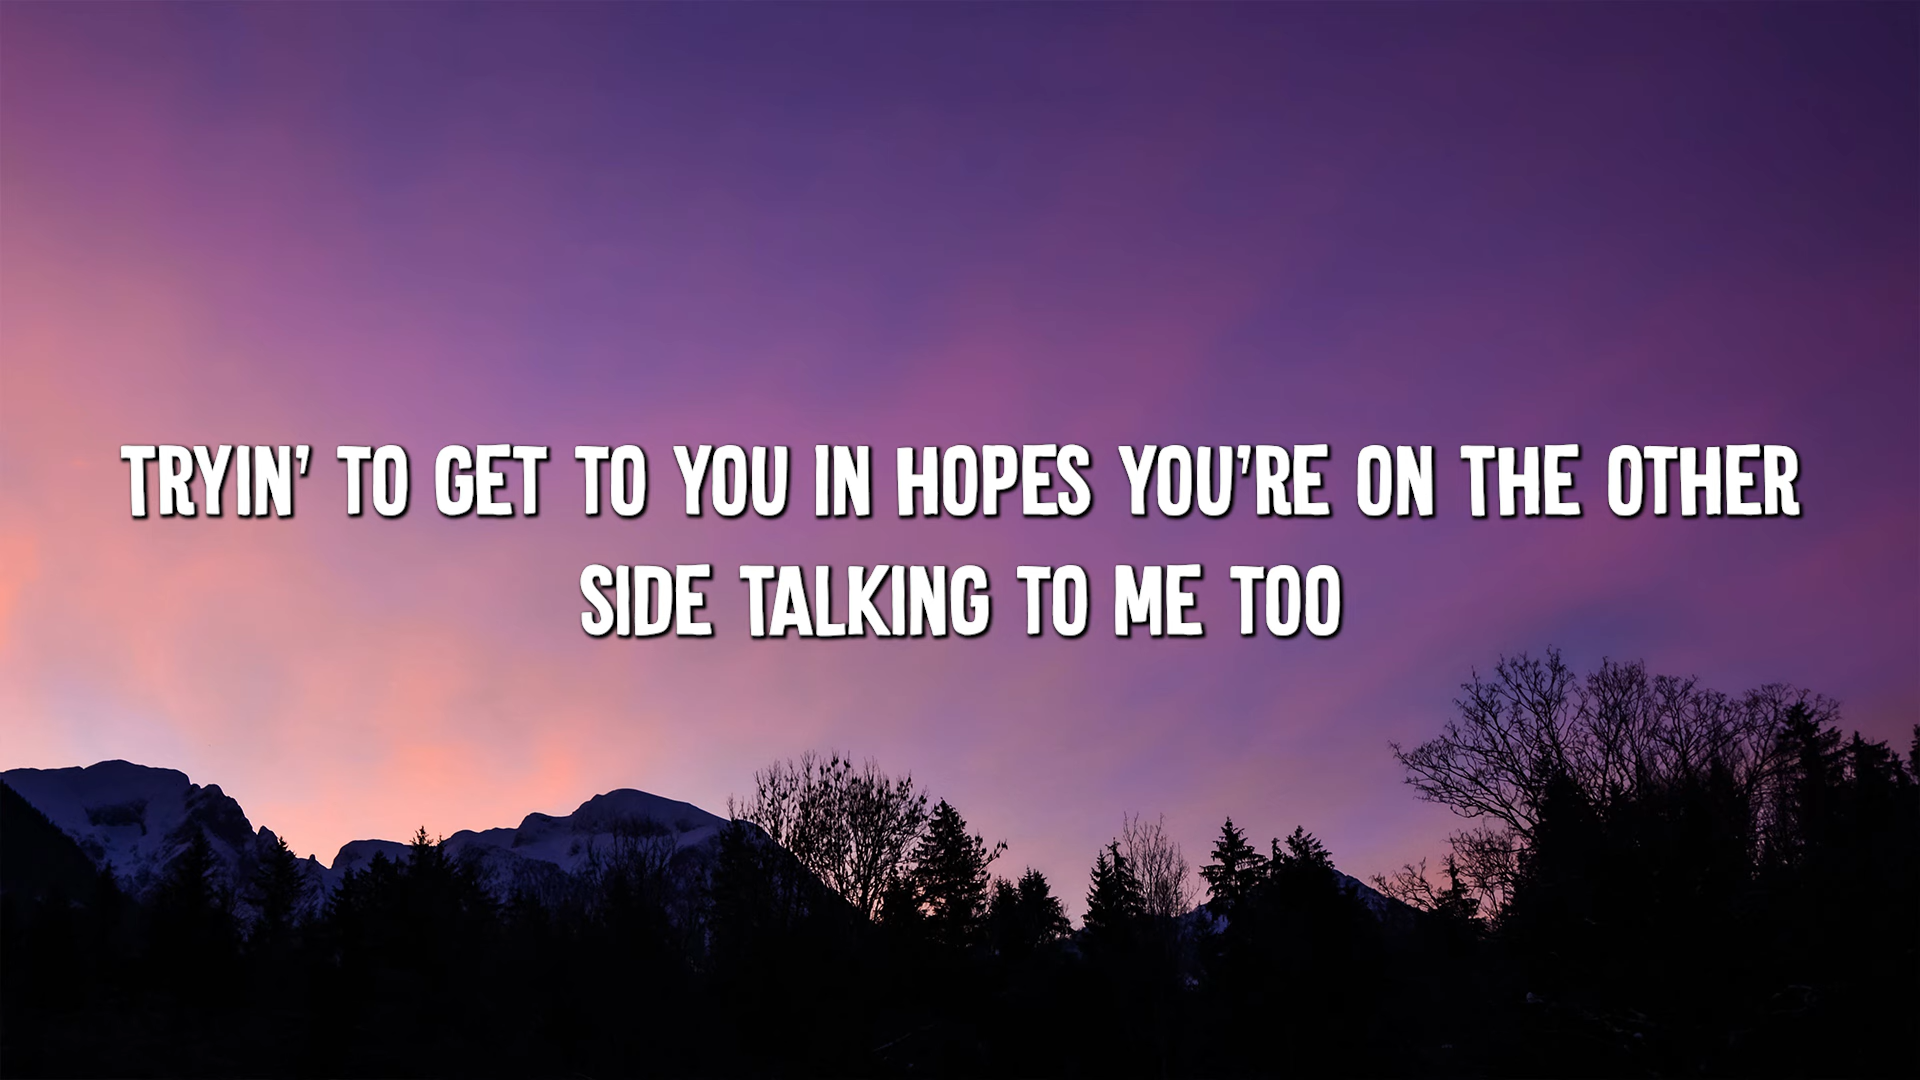 TRYIN' TO GET TO YOU IN HOPES YOU'RE ON THE OTHER
SIDE TALKING TO ME TOO